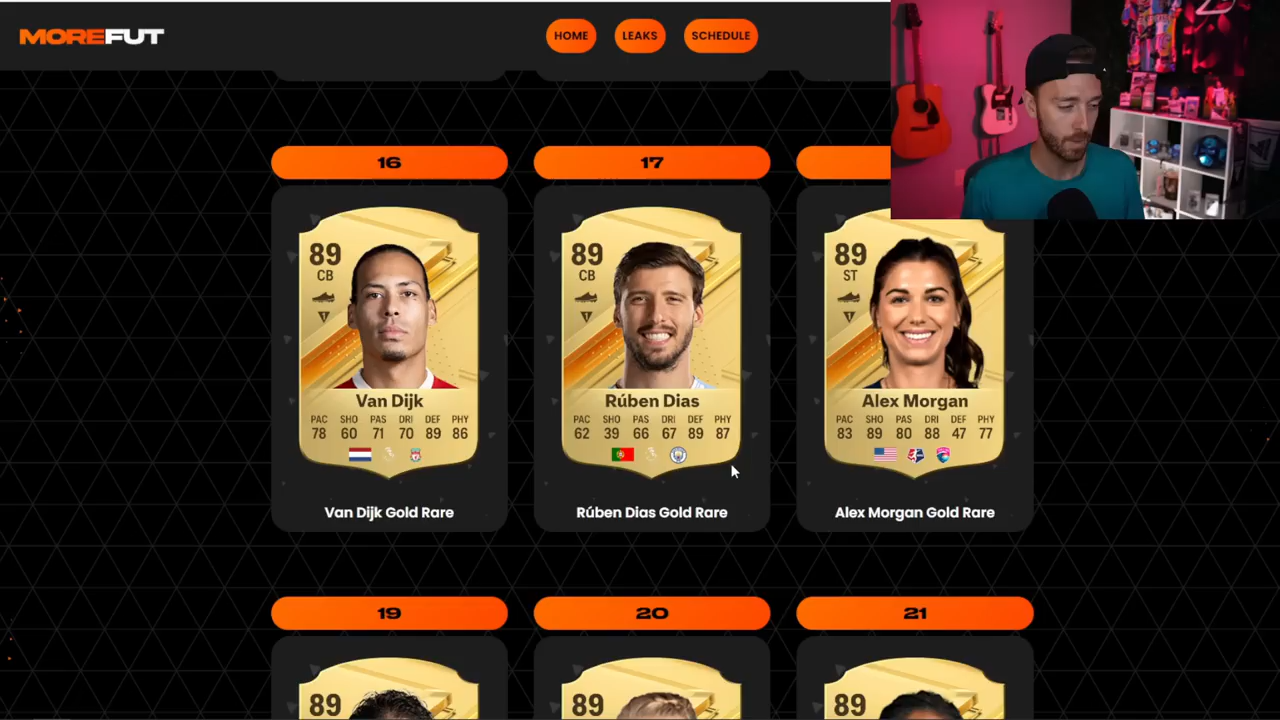 MOREFUT
HOME
LEAKS
SCHEDULE
16
17
89
CB
Van Dijk
PAC SHO PAS DRI DEF PHY
78 60 71 70 89 86
Van Dijk Gold Rare
89
CB
Rúben Dias
PAC SHO PAS DRI DEF PHY
62 39 66 67 89 87
Rúben Dias Gold Rare
89
ST
Alex Morgan
PAC SHO PAS DRI DEF PHY
83 89 80 88 47 77
Alex Morgan Gold Rare
19
20
21
89
89
89